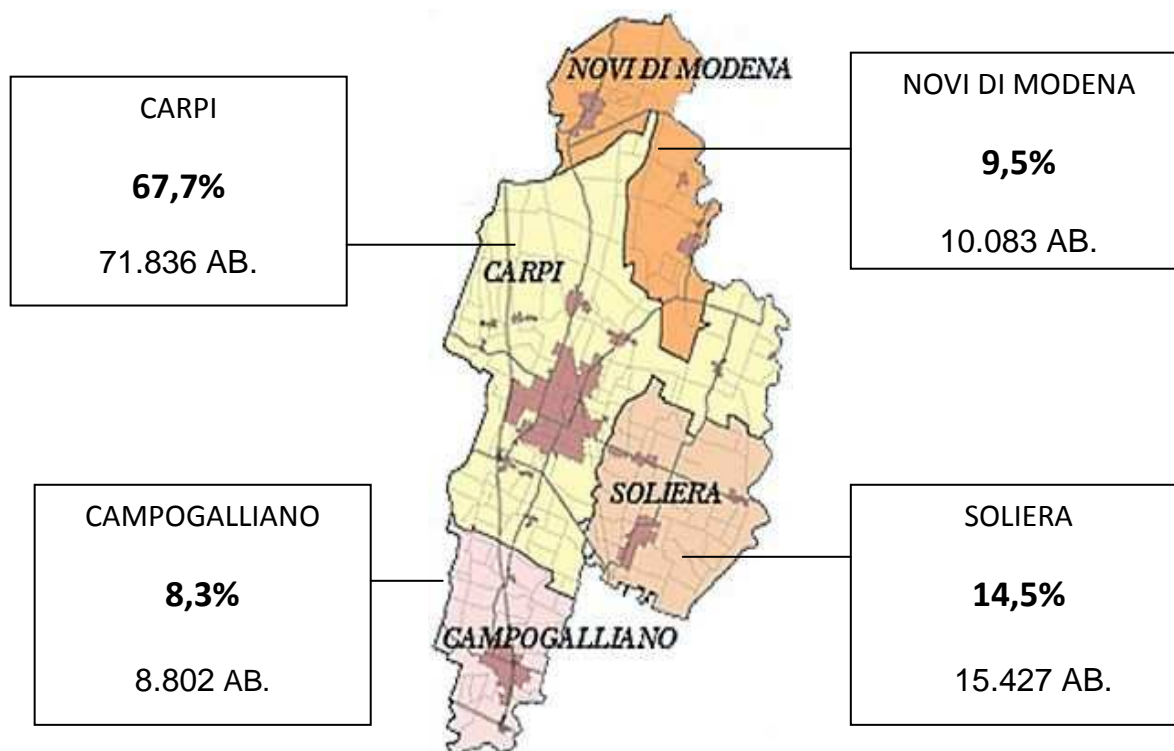 CARPI
67,7%
71.836 AB.
NOVI DI MODENA
NOVI DI MODENA
9,5%
10.083 AB.
CARPI
SOLIERA
CAMPOGALLIANO
CAMPOGALLIANO
8,3%
8.802 AB.
SOLIERA
14,5%
15.427 AB.